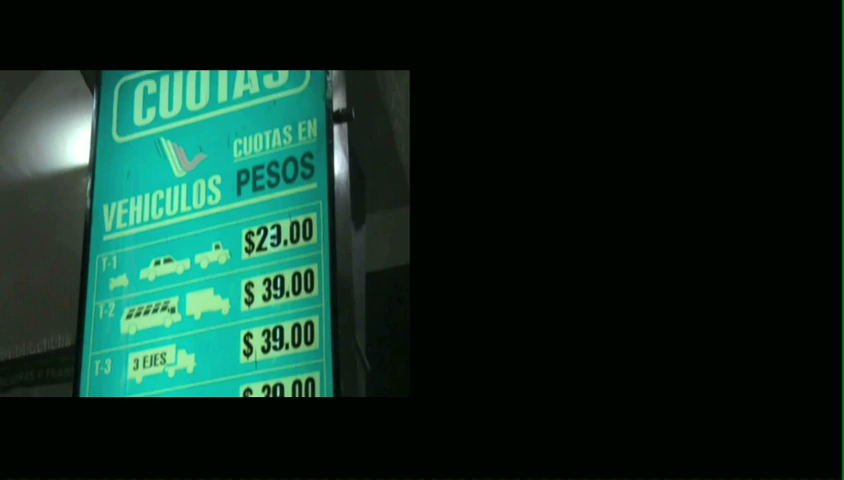 CUOTAS
CUOTAS EN
PESOS
VEHICULOS
T-1 $23.00
T-2 $ 39.00
T-3 3 EJES $ 39.00